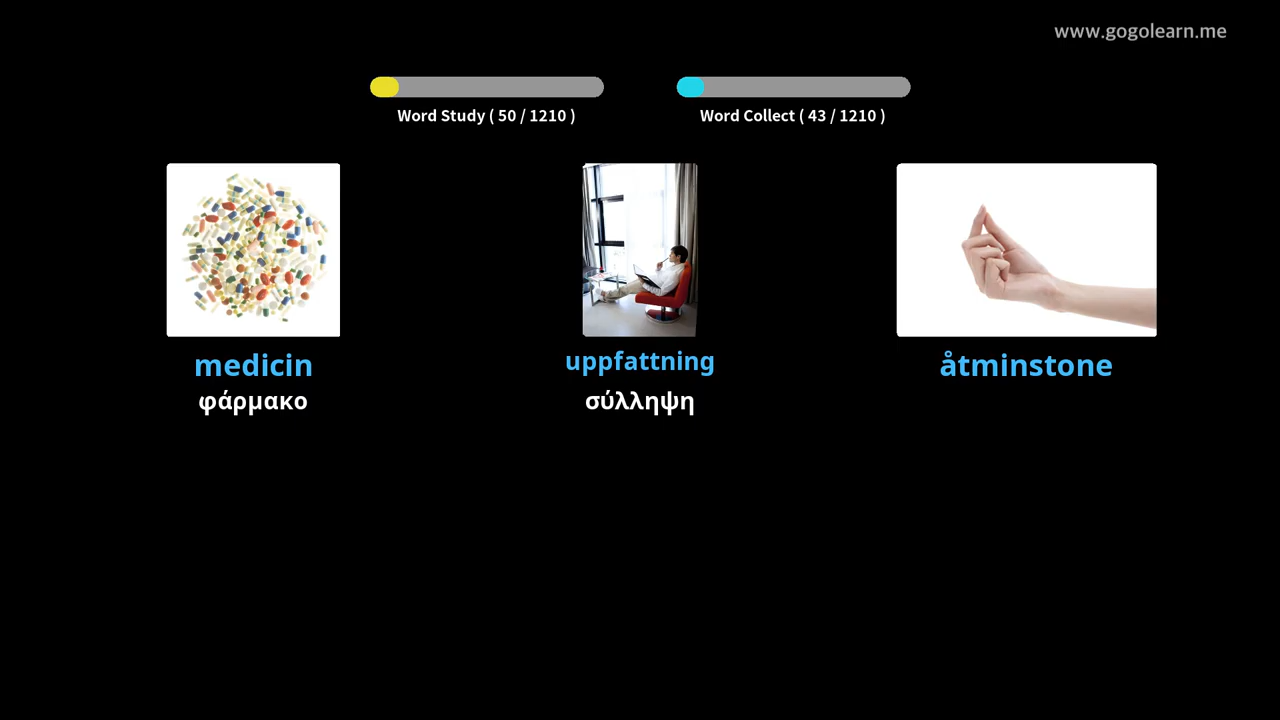 www.gogolearn.me
Word Study ( 50 / 1210 )
Word Collect ( 43 / 1210 )
medicin
φάρμακο
uppfattning
σύλληψη
åtminstone